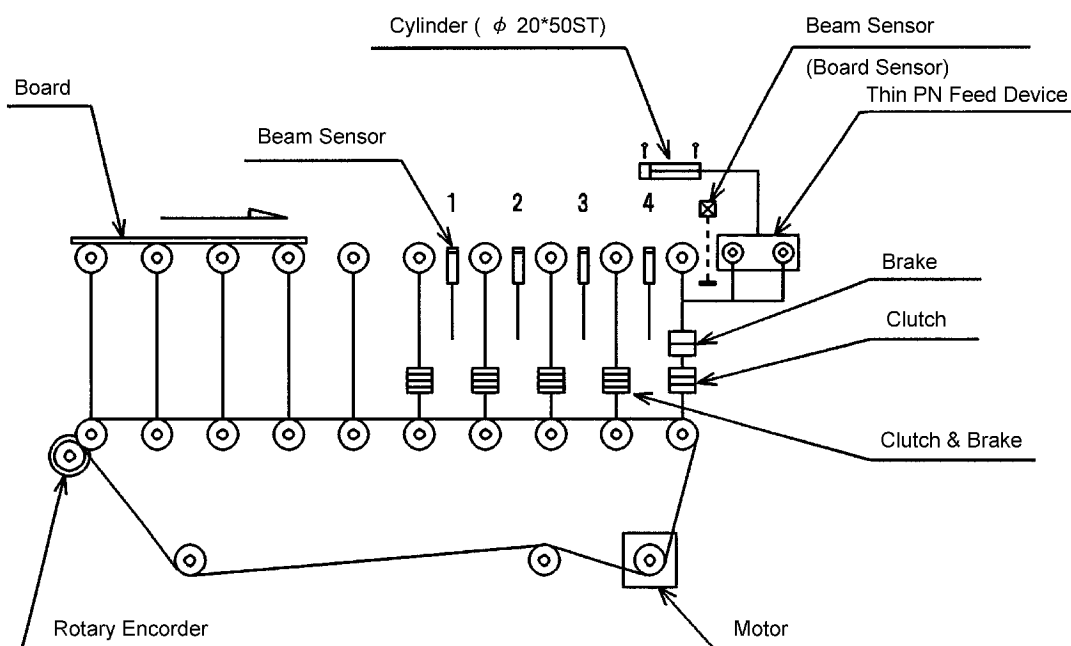 Cylinder ( φ 20*50ST)
Beam Sensor
(Board Sensor)
Thin PN Feed Device
Board
Beam Sensor
1 2 3 4
Brake
Clutch
Clutch & Brake
Rotary Encorder
Motor